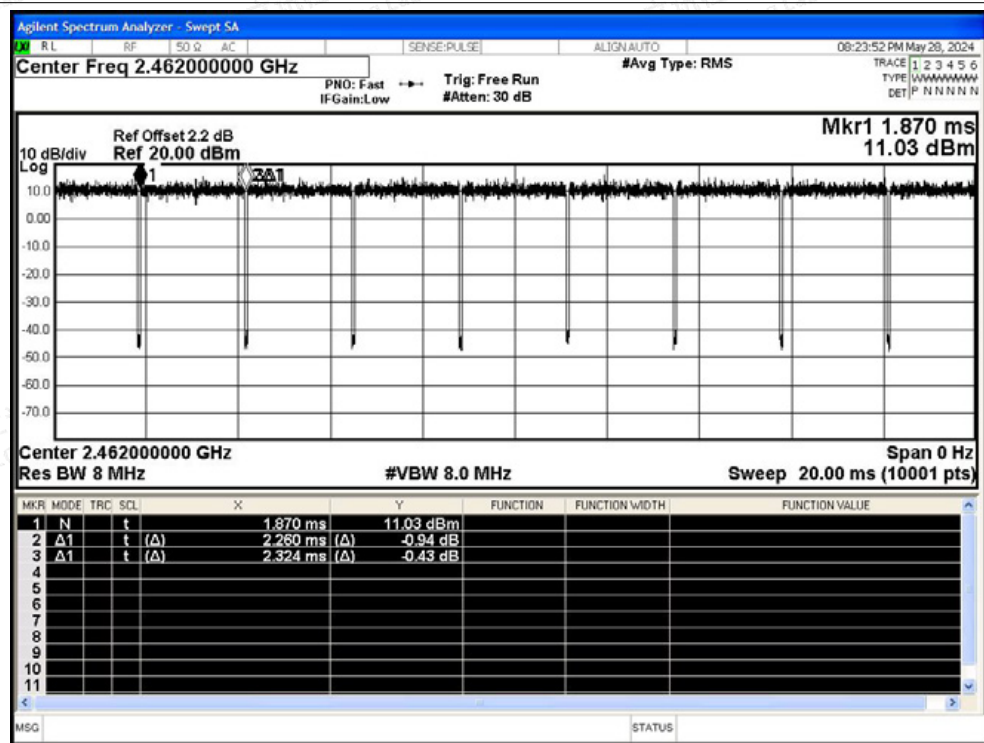 Agilent Spectrum Analyzer - Swept SA
LXI RL RF 50 Ω AC SENSE:PULSE ALIGN AUTO 08:23:52 PM May 28, 2024
Center Freq 2.462000000 GHz #Avg Type: RMS TRACE 1 2 3 4 5 6
PNO: Fast Trig: Free Run TYPE WWWWWW
IFGain:Low #Atten: 30 dB DET P N N N N N
Mkr1 1.870 ms
Ref Offset 2.2 dB
10 dB/div Ref 20.00 dBm 11.03 dBm
Log
1 2Δ1
10.0
0.00
-10.0
-20.0
-30.0
-40.0
-50.0
-60.0
-70.0
Center 2.462000000 GHz Span 0 Hz
Res BW 8 MHz #VBW 8.0 MHz Sweep 20.00 ms (10001 pts)
MKR MODE TRC SCL X Y FUNCTION FUNCTION WIDTH FUNCTION VALUE
1 N t 1.870 ms 11.03 dBm
2 Δ1 t (Δ) 2.260 ms (Δ) -0.94 dB
3 Δ1 t (Δ) 2.324 ms (Δ) -0.43 dB
4
5
6
7
8
9
10
11
MSG STATUS